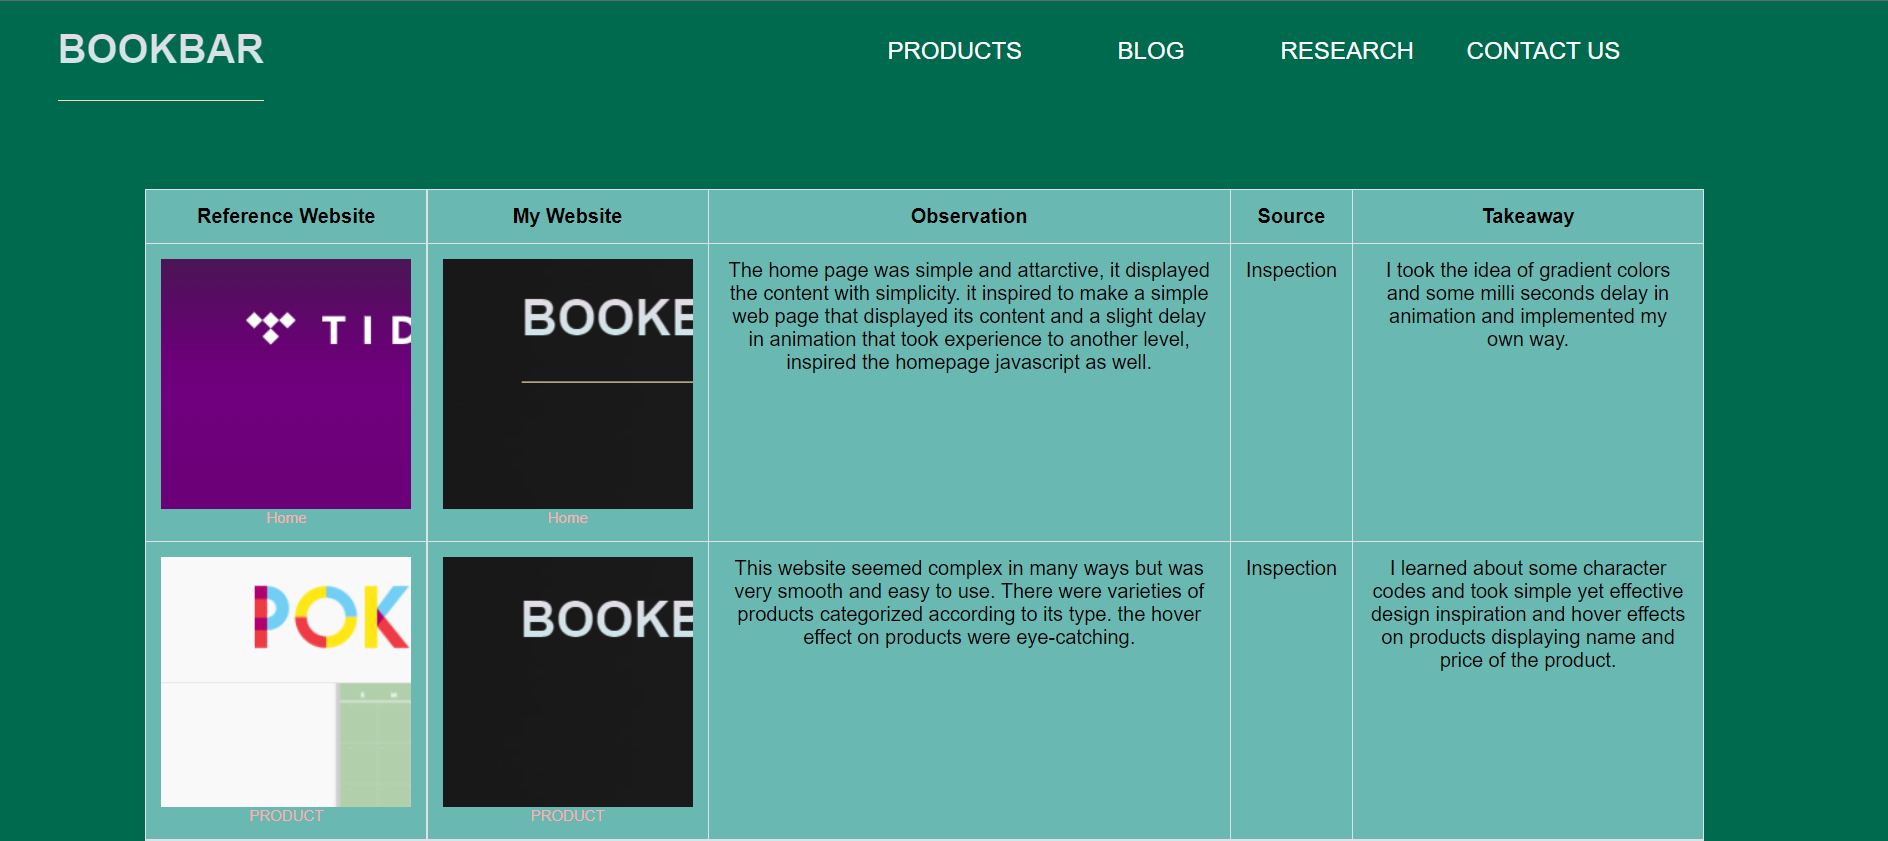 BOOKBAR
PRODUCTS BLOG RESEARCH CONTACT US
Reference Website My Website Observation Source Takeaway
TID
Home
BOOKB
Home
The home page was simple and attarctive, it displayed
the content with simplicity. it inspired to make a simple
web page that displayed its content and a slight delay
in animation that took experience to another level,
inspired the homepage javascript as well.
Inspection
I took the idea of gradient colors
and some milli seconds delay in
animation and implemented my
own way.
POK
PRODUCT
BOOKB
PRODUCT
This website seemed complex in many ways but was
very smooth and easy to use. There were varieties of
products categorized according to its type. the hover
effect on products were eye-catching.
Inspection
I learned about some character
codes and took simple yet effective
design inspiration and hover effects
on products displaying name and
price of the product.